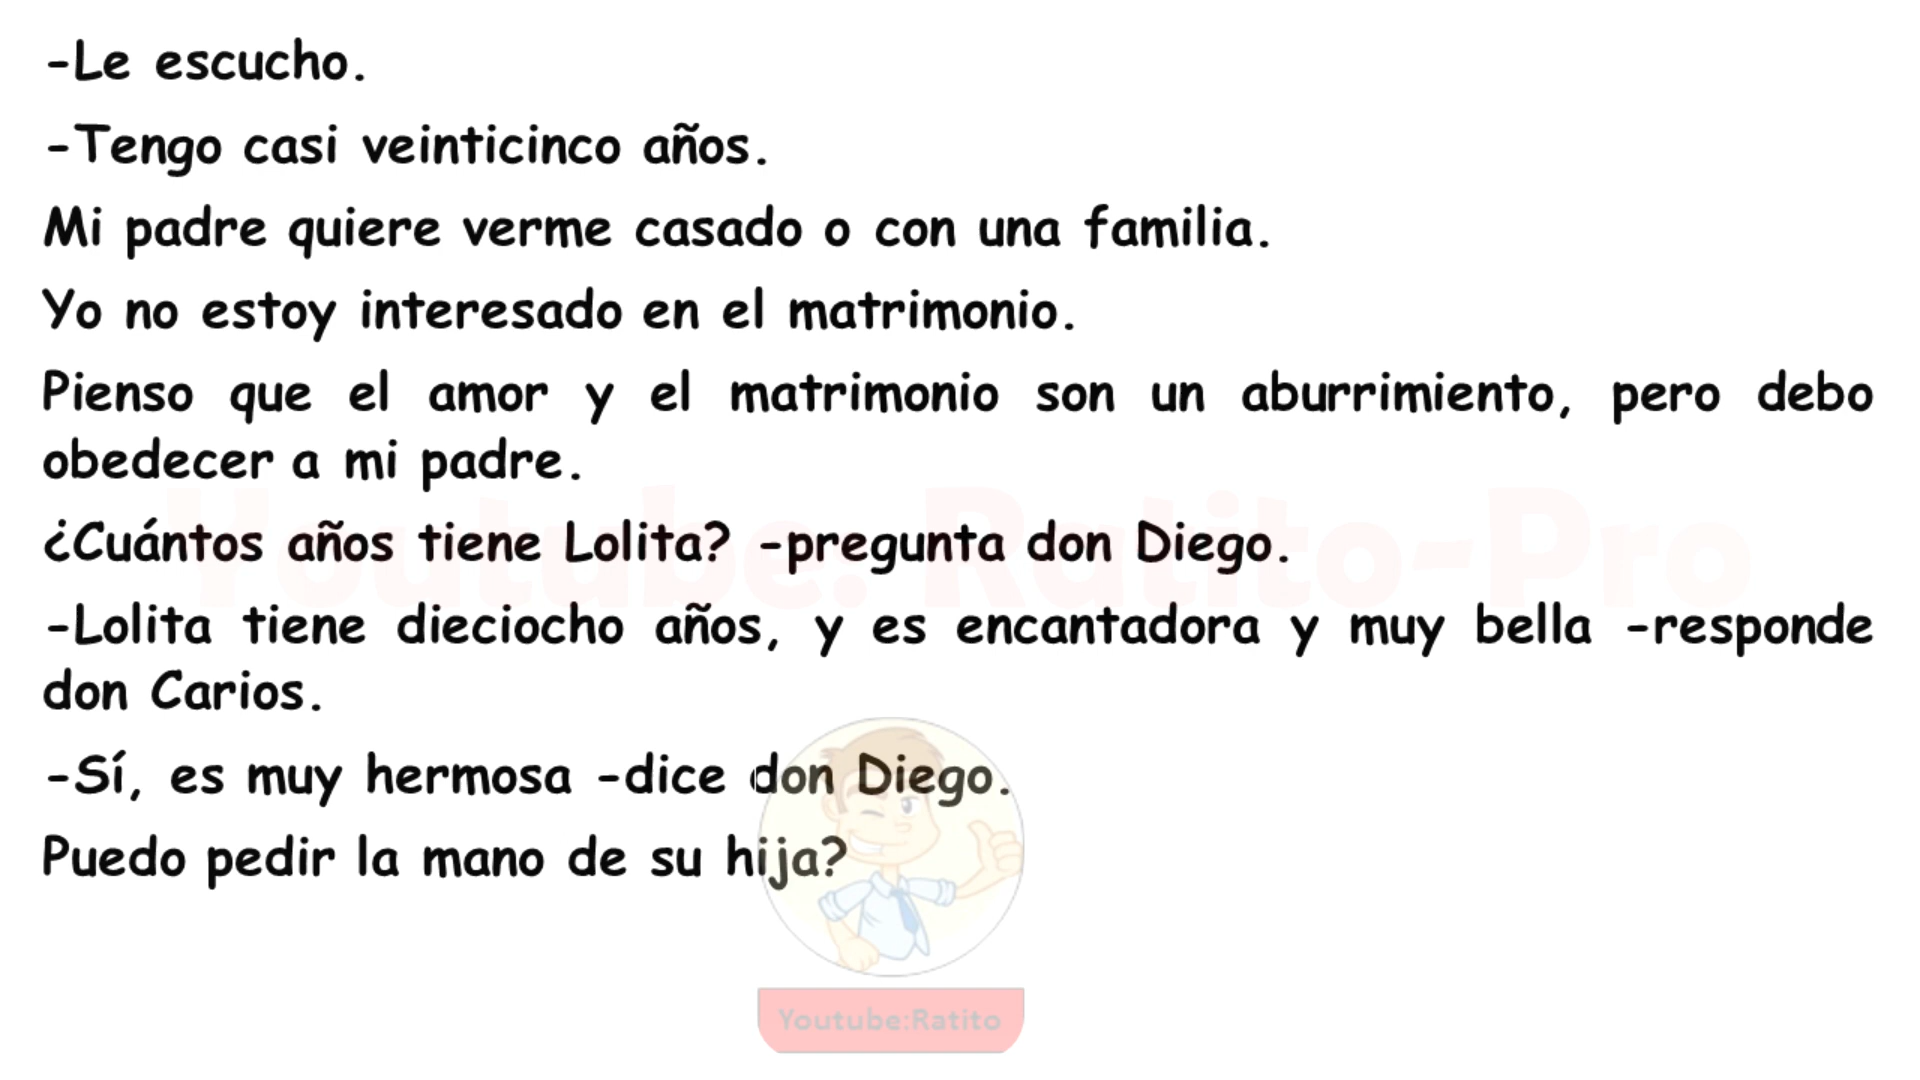 -Le escucho.
-Tengo casi veinticinco años.
Mi padre quiere verme casado o con una familia.
Yo no estoy interesado en el matrimonio.
Pienso que el amor y el matrimonio son un aburrimiento, pero debo
obedecer a mi padre.
¿Cuántos años tiene Lolita? -pregunta don Diego.
Youtube: Ratito-Pro
-Lolita tiene dieciocho años, y es encantadora y muy bella -responde
don Carios.
-Sí, es muy hermosa -dice don Diego.
Puedo pedir la mano de su hija?
Youtube:Ratito